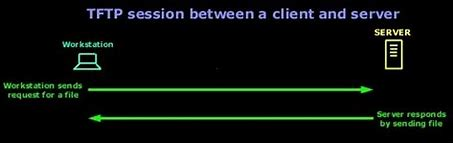 TFTP session between a client and server
SERVER
Workstation
Workstation sends
request for a file
Server responds
by sending file